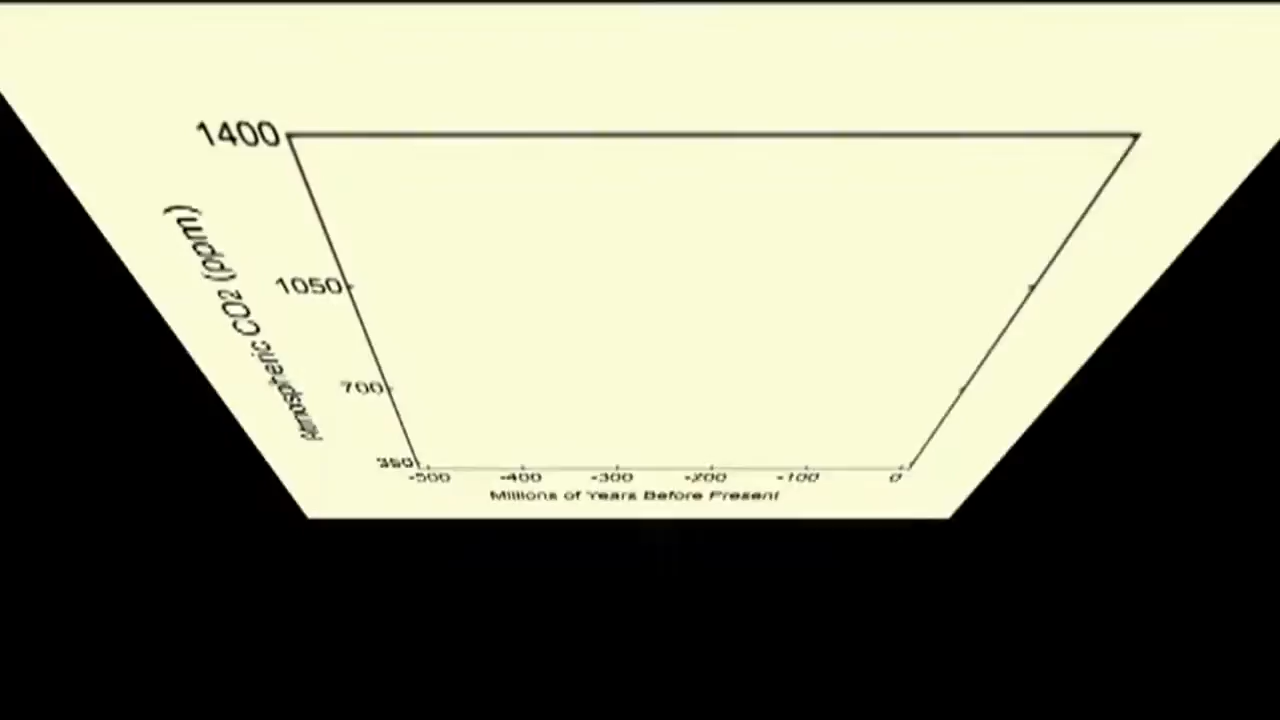 1400
1050
700
350
Atmospheric CO2 (ppm)
-500 -400 -300 -200 -100 0
Millions of Years Before Present